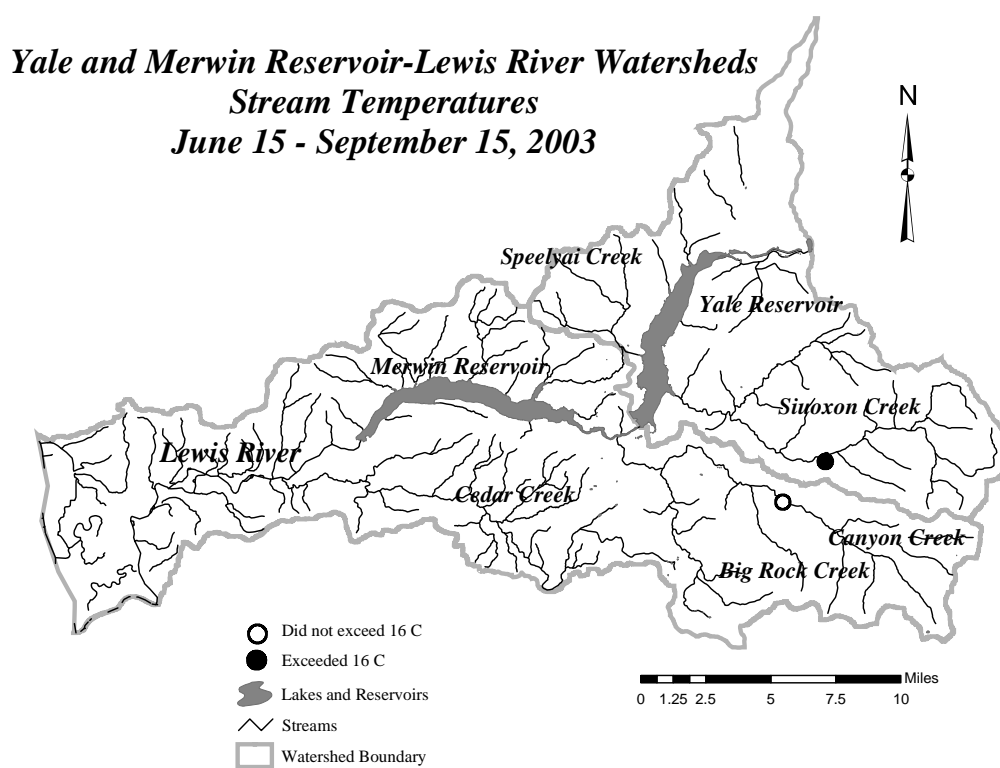 Yale and Merwin Reservoir-Lewis River Watersheds
Stream Temperatures
June 15 - September 15, 2003
N
Speelyai Creek
Yale Reservoir
Merwin Reservoir
Siuoxon Creek
Lewis River
Cedar Creek
Canyon Creek
Big Rock Creek
Did not exceed 16 C
Exceeded 16 C
Lakes and Reservoirs
Streams
Watershed Boundary
Miles
0 1.25 2.5 5 7.5 10